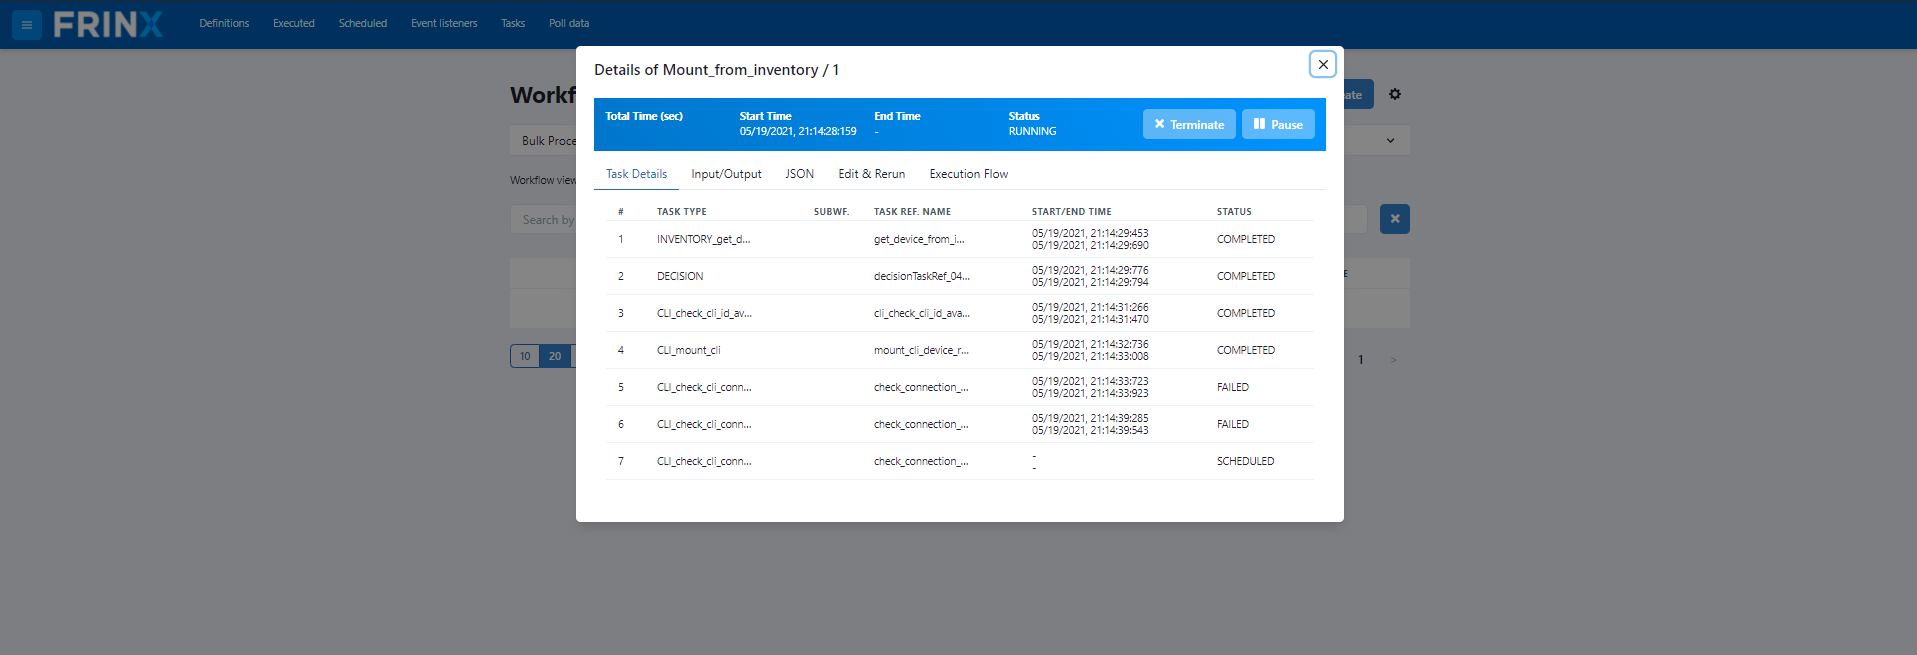 FRINX Definitions Executed Scheduled Event listeners Tasks Poll data
Details of Mount_from_inventory / 1
Workf
ate
Total Time (sec) Start Time End Time Status
05/19/2021, 21:14:28:159 - RUNNING
Terminate Pause
Bulk Proce
Task Details Input/Output JSON Edit & Rerun Execution Flow
Workflow view
Search by
# TASK TYPE SUBWF. TASK REF. NAME START/END TIME STATUS
1 INVENTORY_get_d... get_device_from_i... 05/19/2021, 21:14:29:453 COMPLETED
05/19/2021, 21:14:29:690
2 DECISION decisionTaskRef_04... 05/19/2021, 21:14:29:776 COMPLETED
05/19/2021, 21:14:29:794
E
3 CLI_check_cli_id_av... cli_check_cli_id_ava... 05/19/2021, 21:14:31:266 COMPLETED
05/19/2021, 21:14:31:470
4 CLI_mount_cli mount_cli_device_r... 05/19/2021, 21:14:32:736 COMPLETED
05/19/2021, 21:14:33:008
10 20
1 >
5 CLI_check_cli_conn... check_connection_... 05/19/2021, 21:14:33:723 FAILED
05/19/2021, 21:14:33:923
6 CLI_check_cli_conn... check_connection_... 05/19/2021, 21:14:39:285 FAILED
05/19/2021, 21:14:39:543
7 CLI_check_cli_conn... check_connection_... - SCHEDULED
-